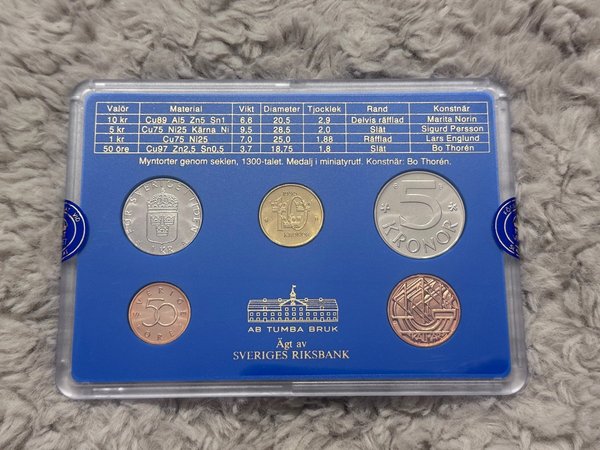 Valör Material Vikt Diameter Tjocklek Rand Konstnär
10 kr Cu89 Al5 Zn5 Sn1 6,6 20,5 2,9 Delvis räfflad Marita Norin
5 kr Cu75 Ni25 Kärna Ni 9,5 28,5 2,0 Slät Sigurd Persson
1 kr Cu75 Ni25 7,0 25,0 1,88 Räfflad Lars Englund
50 öre Cu97 Zn2,5 Sn0,5 3,7 18,75 1,8 Slät Bo Thorén
Myntorter genom seklen, 1300-talet. Medalj i miniatyrutf. Konstnär: Bo Thorén.
10
KRONOR
5
KRONOR
SVERIGE
50
ÖRE
AB TUMBA BRUK
Ägt av
SVERIGES RIKSBANK
KALMAR